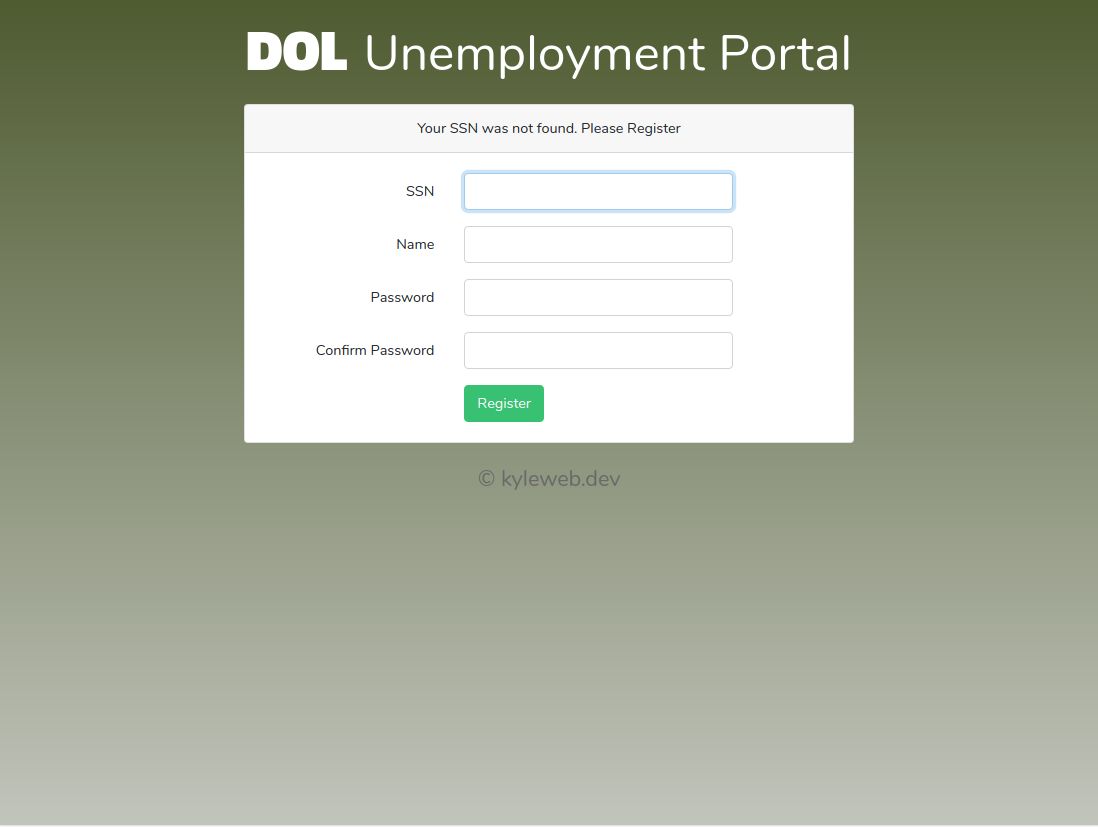 DOL Unemployment Portal
Your SSN was not found. Please Register
SSN
Name
Password
Confirm Password
Register
© kyleweb.dev